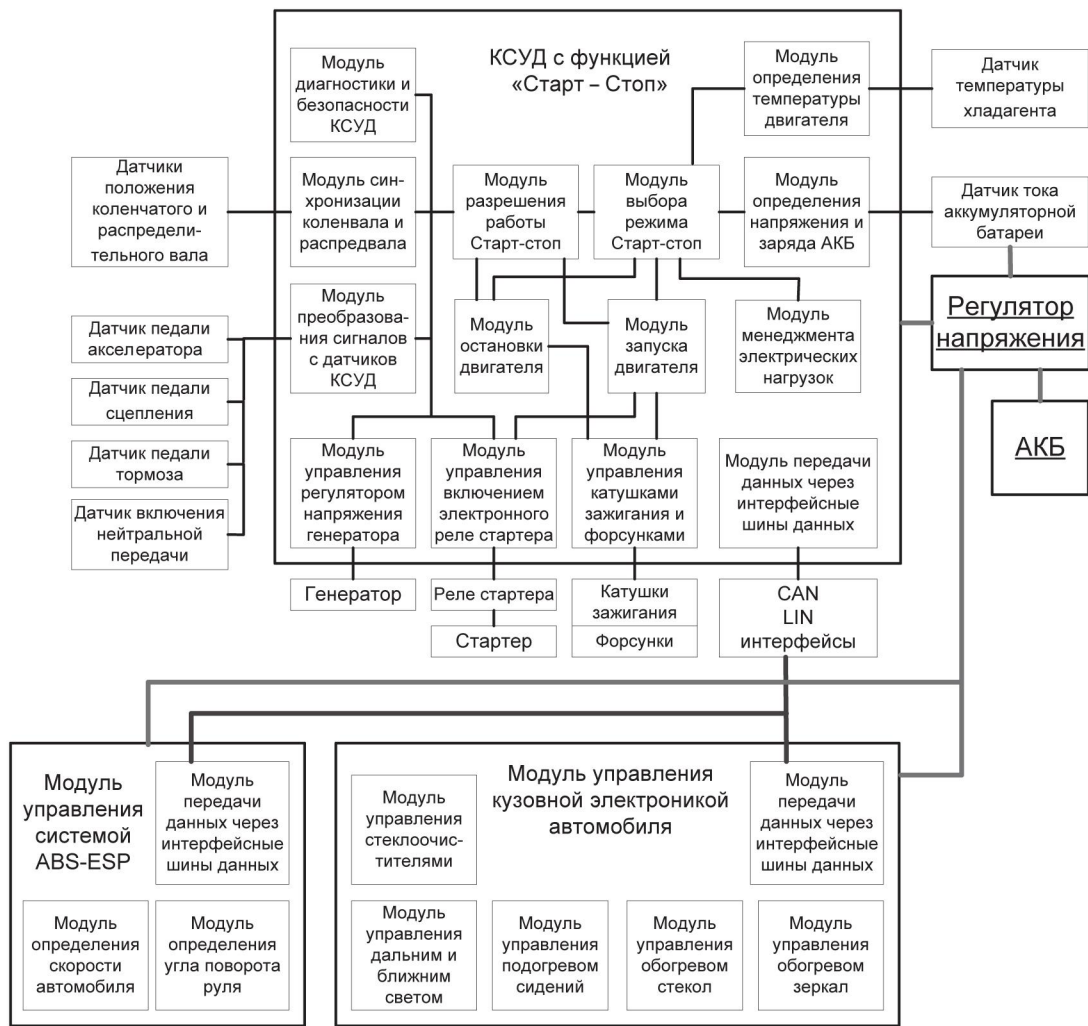 КСУД с функцией
«Старт – Стоп»
Модуль
диагностики и
безопасности
КСУД
Модуль
определения
температуры
двигателя
Датчик
температуры
хладагента
Датчики
положения
коленчатого и
распредели-
тельного вала
Модуль син-
хронизации
коленвала и
распредвала
Модуль
разрешения
работы
Старт-стоп
Модуль
выбора
режима
Старт-стоп
Модуль
определения
напряжения и
заряда АКБ
Датчик тока
аккумуляторной
батареи
Регулятор
напряжения
АКБ
Датчик педали
акселератора
Датчик педали
сцепления
Датчик педали
тормоза
Датчик включения
нейтральной
передачи
Модуль
преобразова-
ния сигналов
с датчиков
КСУД
Модуль
остановки
двигателя
Модуль
запуска
двигателя
Модуль
менеджмента
электрических
нагрузок
Модуль
управления
регулятором
напряжения
генератора
Модуль
управления
включением
электронного
реле стартера
Модуль
управления
катушками
зажигания и
форсунками
Модуль передачи
данных через
интерфейсные
шины данных
Генератор
Реле стартера
Стартер
Катушки
зажигания
Форсунки
CAN
LIN
интерфейсы
Модуль
управления
системой
ABS-ESP
Модуль
передачи
данных через
интерфейсные
шины данных
Модуль
определения
скорости
автомобиля
Модуль
определения
угла поворота
руля
Модуль управления
кузовной электроникой
автомобиля
Модуль
управления
стеклоочис-
тителями
Модуль
передачи
данных через
интерфейсные
шины данных
Модуль
управления
дальним и
ближним
светом
Модуль
управления
подогревом
сидений
Модуль
управления
обогревом
стекол
Модуль
управления
обогревом
зеркал